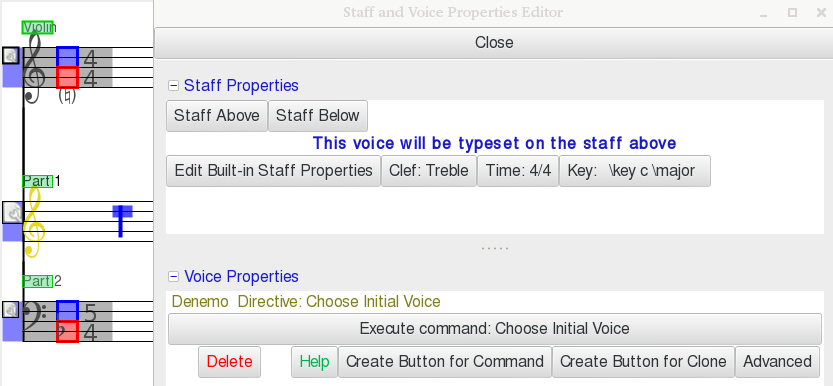 Staff and Voice Properties Editor
Close
Violin
4
4
(♮)
Staff Properties
Staff Above Staff Below
This voice will be typeset on the staff above
Edit Built-in Staff Properties Clef: Treble Time: 4/4 Key: \key c \major
Part 1
Voice Properties
Part 2
Denemo Directive: Choose Initial Voice
5
4
Execute command: Choose Initial Voice
Delete Help Create Button for Command Create Button for Clone Advanced